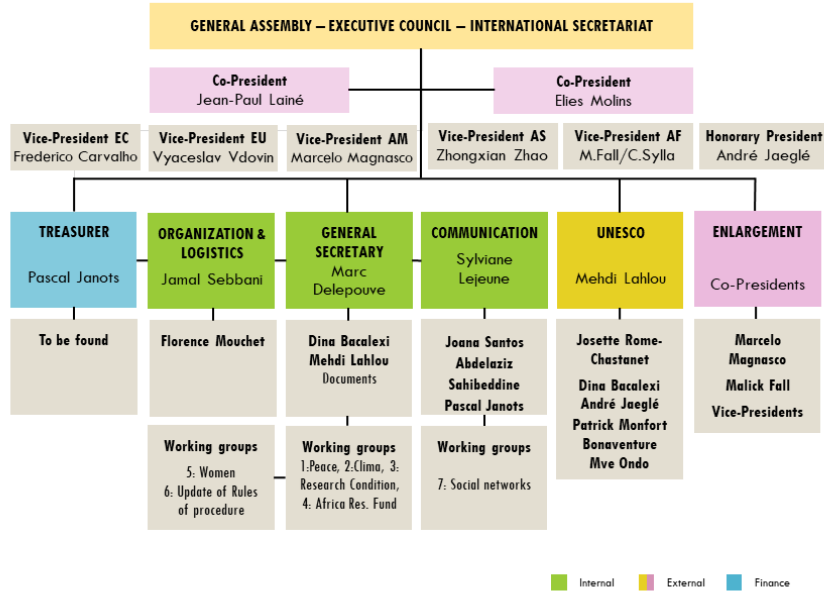 GENERAL ASSEMBLY – EXECUTIVE COUNCIL – INTERNATIONAL SECRETARIAT
Co-President
Jean-Paul Lainé
Co-President
Elies Molins
Vice-President EC
Frederico Carvalho
Vice-President EU
Vyaceslav Vdovin
Vice-President AM
Marcelo Magnasco
Vice-President AS
Zhongxian Zhao
Vice-President AF
M.Fall/C.Sylla
Honorary President
André Jaeglé
TREASURER
Pascal Janots
ORGANIZATION &
LOGISTICS
Jamal Sebbani
GENERAL
SECRETARY
Marc
Delepouve
COMMUNICATION
Sylviane
Lejeune
UNESCO
Mehdi Lahlou
ENLARGEMENT
Co-Presidents
To be found
Florence Mouchet
Dina Bacalexi
Mehdi Lahlou
Documents
Joana Santos
Abdelaziz
Sahibeddine
Pascal Janots
Josette Rome-
Chastanet
Dina Bacalexi
André Jaeglé
Patrick Monfort
Bonaventure
Mve Ondo
Marcelo
Magnasco
Malick Fall
Vice-Presidents
Working groups
5: Women
6: Update of Rules
of procedure
Working groups
1:Peace, 2:Clima, 3:
Research Condition,
4: Africa Res. Fund
Working groups
7: Social networks
Internal
External
Finance